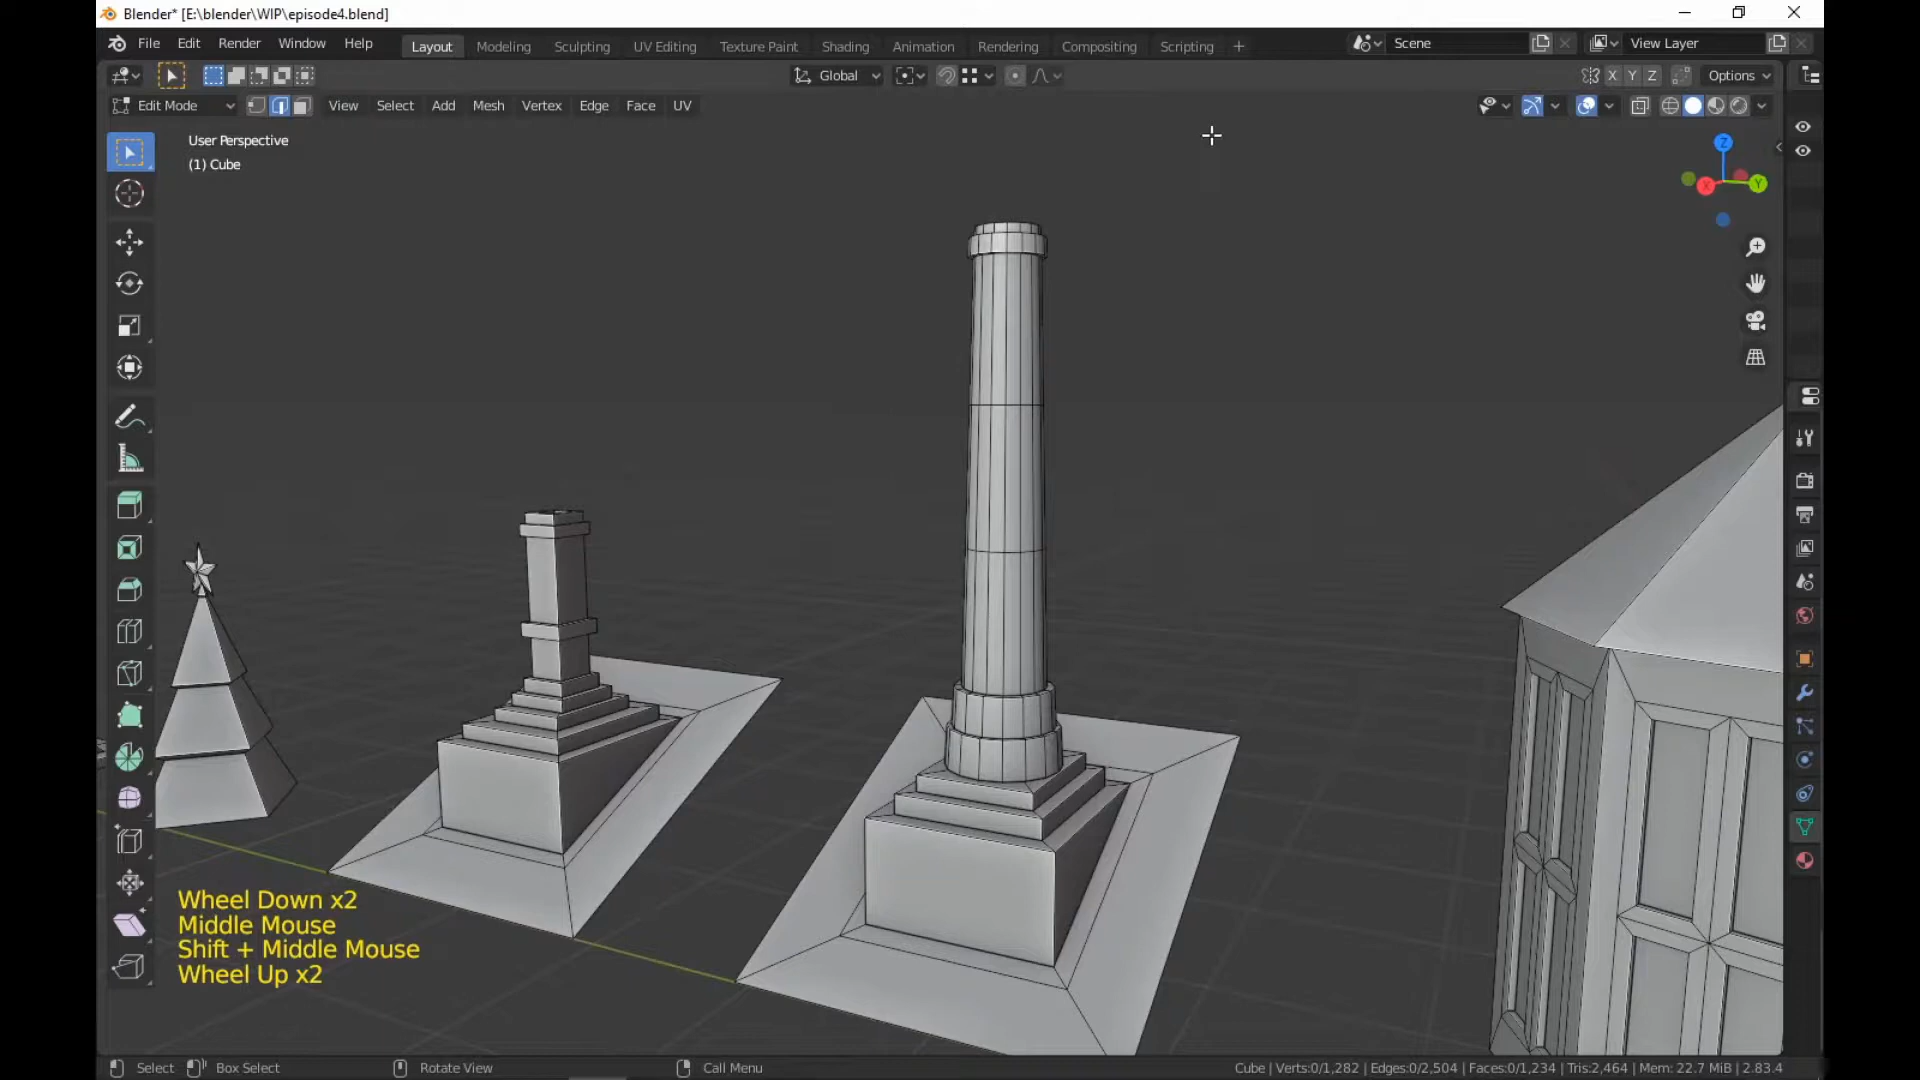 Blender* [E:\blender\WIP\episode4.blend]
File Edit Render Window Help Layout Modeling Sculpting UV Editing Texture Paint Shading Animation Rendering Compositing Scripting + Scene View Layer
Global X Y Z Options
Edit Mode View Select Add Mesh Vertex Edge Face UV
User Perspective
(1) Cube
Z
X Y
Wheel Down x2
Middle Mouse
Shift + Middle Mouse
Wheel Up x2
Select Box Select Rotate View Call Menu Cube | Verts:0/1,282 | Edges:0/2,504 | Faces:0/1,234 | Tris:2,464 | Mem: 22.7 MiB | 2.83.4